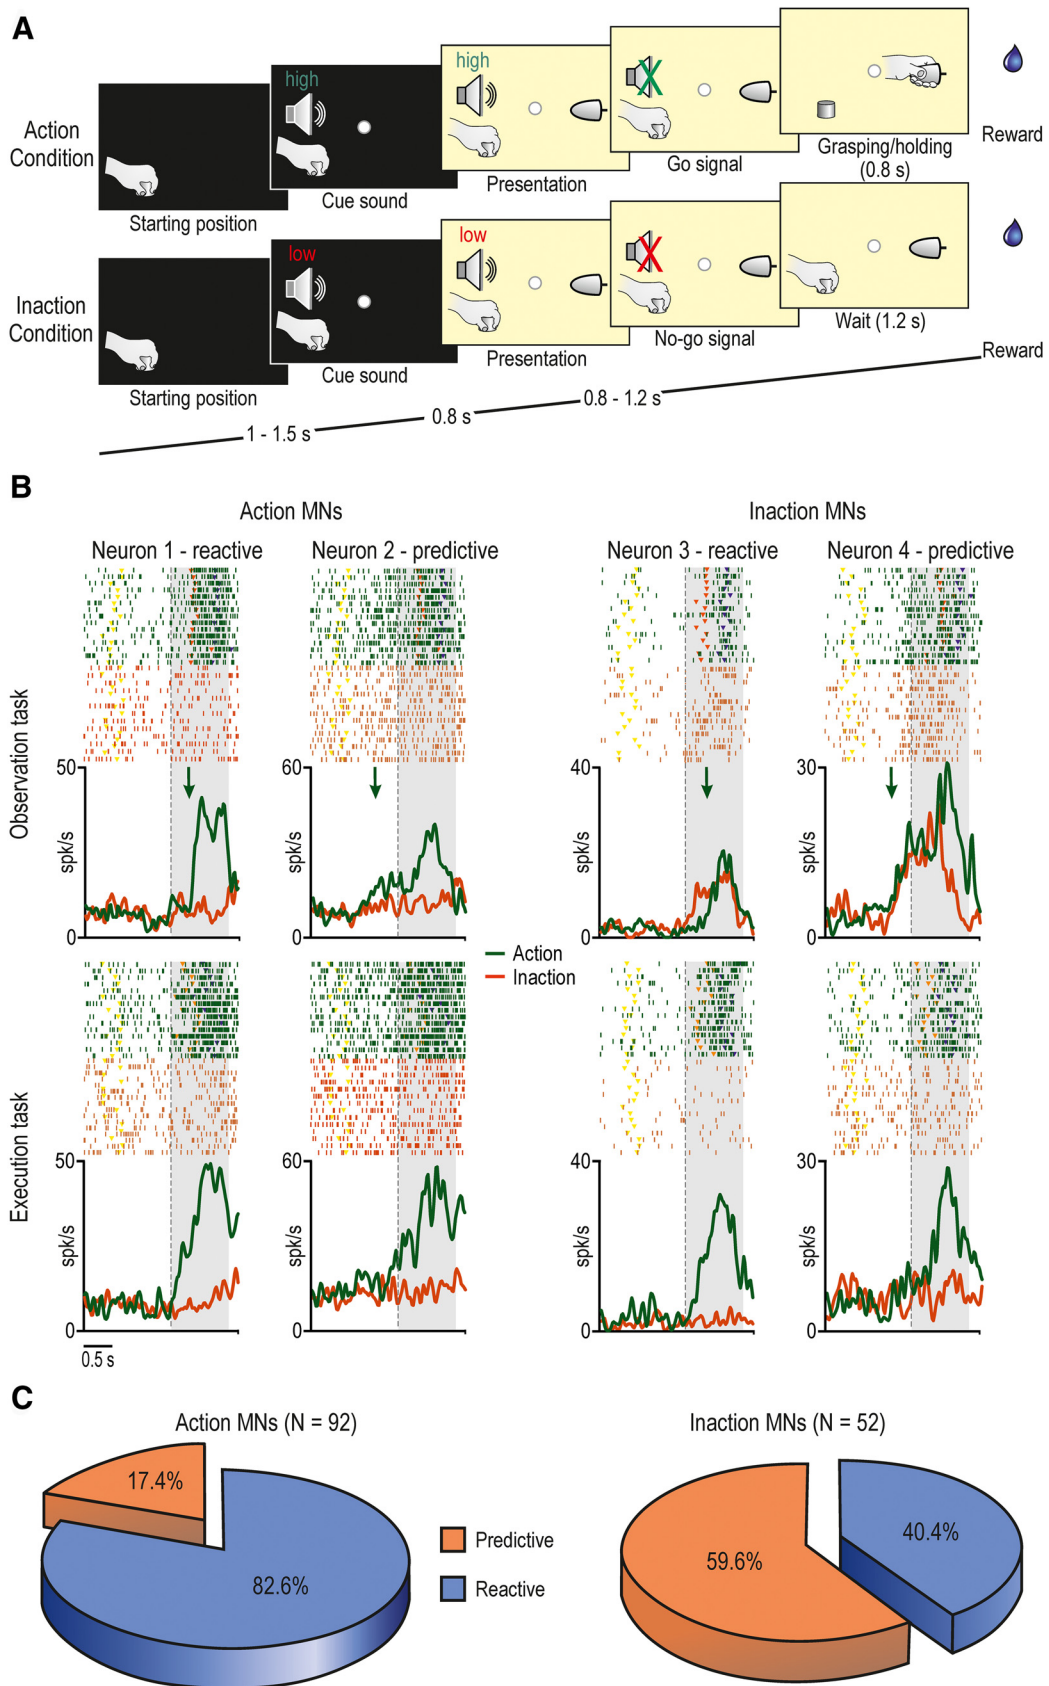 A
Action
Condition
high
high
Starting position
Cue sound
Presentation
Go signal
Grasping/holding
(0.8 s)
Reward
Inaction
Condition
low
low
Starting position
Cue sound
Presentation
No-go signal
Wait (1.2 s)
Reward
1 - 1.5 s
0.8 s
0.8 - 1.2 s
B
Action MNs
Inaction MNs
Neuron 1 - reactive
Neuron 2 - predictive
Neuron 3 - reactive
Neuron 4 - predictive
Observation task
50
spk/s
0
60
spk/s
0
40
spk/s
0
30
spk/s
0
Action
Inaction
Execution task
50
spk/s
0
60
spk/s
0
40
spk/s
0
30
spk/s
0
0.5 s
C
Action MNs (N = 92)
Inaction MNs (N = 52)
17.4%
82.6%
Predictive
Reactive
59.6%
40.4%